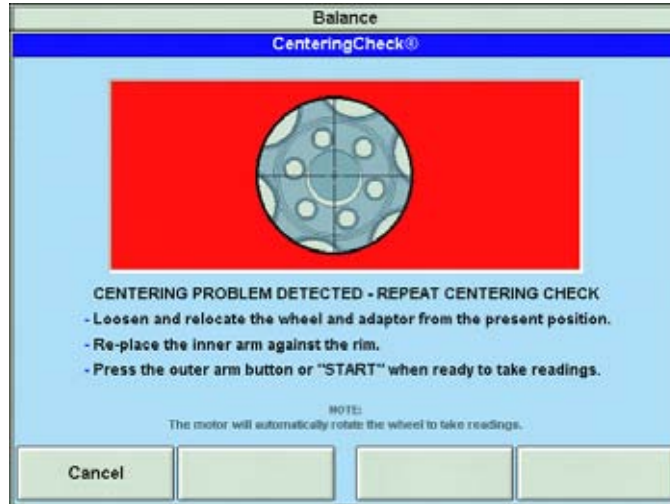 Balance
CenteringCheck®
CENTERING PROBLEM DETECTED - REPEAT CENTERING CHECK
- Loosen and relocate the wheel and adaptor from the present position.
- Re-place the inner arm against the rim.
- Press the outer arm button or "START" when ready to take readings.
NOTE:
The motor will automatically rotate the wheel to take readings.
Cancel